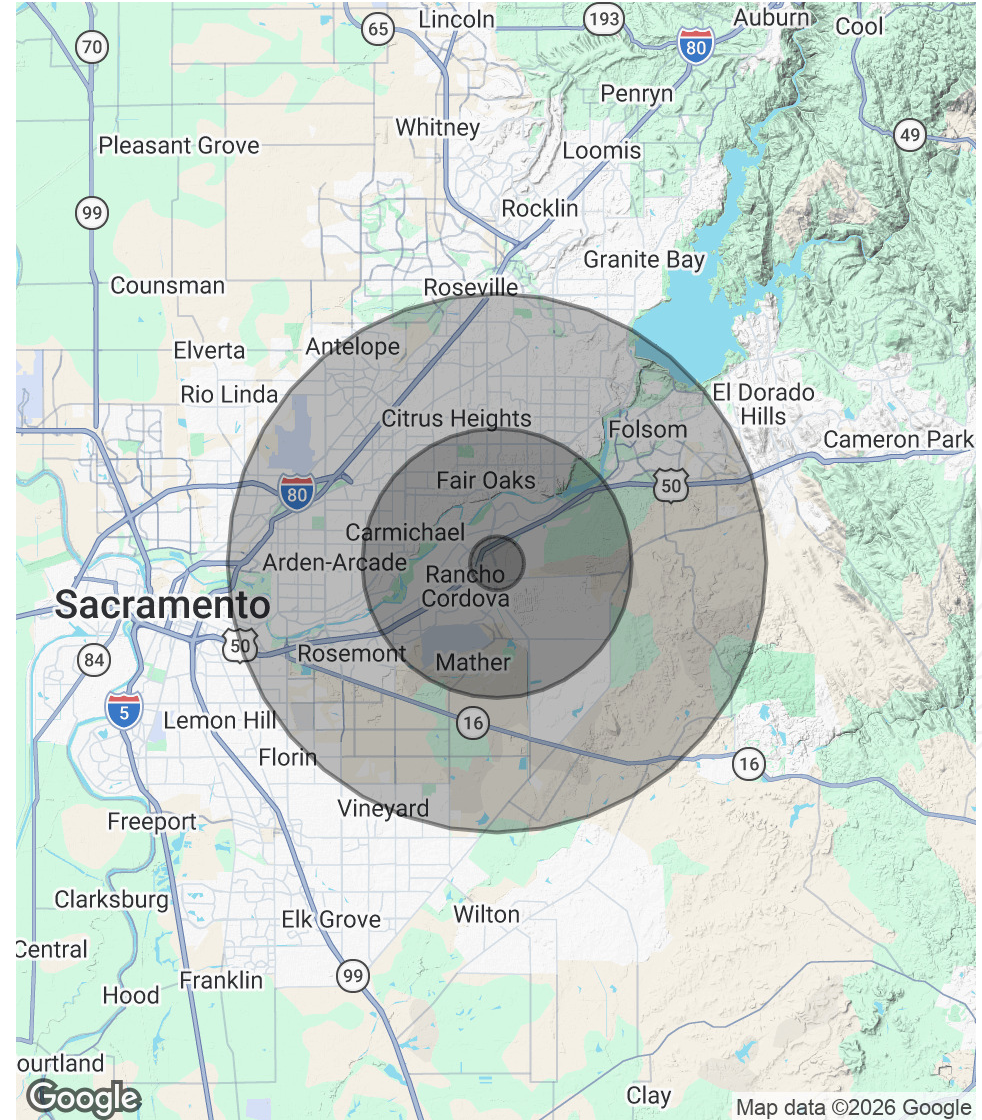 Lincoln
193
Auburn
Cool
65
70
80
Penryn
Whitney
49
Pleasant Grove
Loomis
99
Rocklin
Granite Bay
Counsman
Roseville
Elverta
Antelope
Rio Linda
El Dorado
Hills
Citrus Heights
Folsom
Cameron Park
Fair Oaks
50
80
Carmichael
Arden-Arcade
Rancho
Cordova
Sacramento
50
Rosemont
84
Mather
5
Lemon Hill
16
Florin
16
Vineyard
Freeport
Clarksburg
Elk Grove
Wilton
Central
99
Franklin
Hood
ourtland
Google
Clay
Map data ©2026 Google